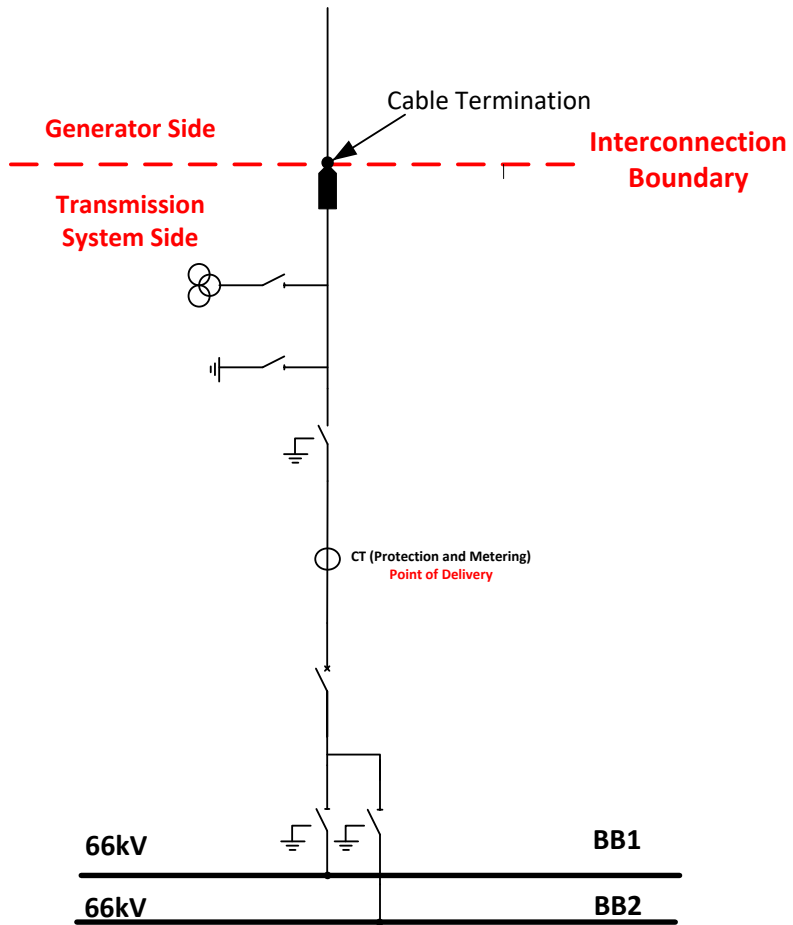 Cable Termination
Generator Side
Interconnection
Boundary
Transmission
System Side
CT (Protection and Metering)
Point of Delivery
66kV
BB1
66kV
BB2